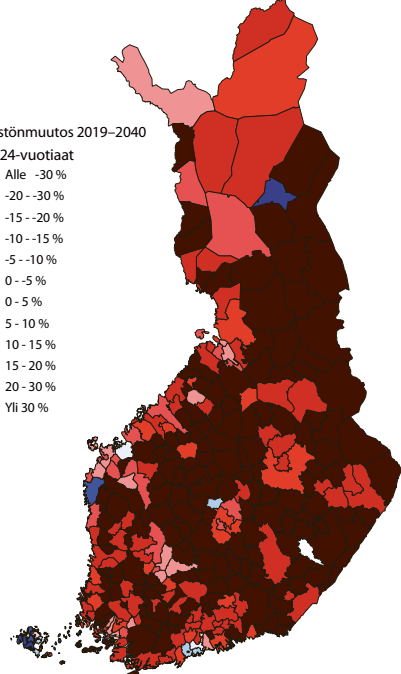 stönmuutos 2019–2040
24-vuotiaat
Alle -30 %
-20 - -30 %
-15 - -20 %
-10 - -15 %
-5 - -10 %
0 - -5 %
0 - 5 %
5 - 10 %
10 - 15 %
15 - 20 %
20 - 30 %
Yli 30 %